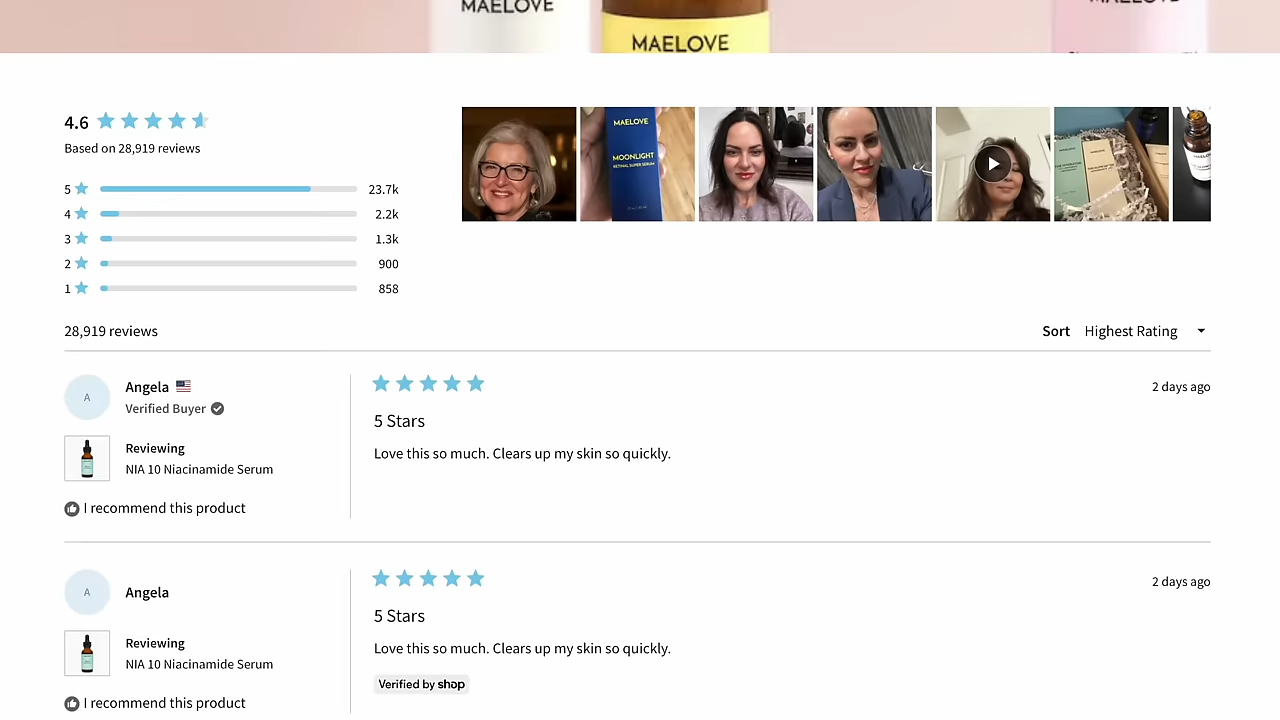 MAELOVE
MAELOVE
MAELOVE
4.6
Based on 28,919 reviews
5 23.7k
4 2.2k
3 1.3k
2 900
1 858
MAELOVE
MOONLIGHT
RETINAL SUPER SERUM
28,919 reviews
Sort Highest Rating
A
Angela
Verified Buyer
Reviewing
NIA 10 Niacinamide Serum
I recommend this product
2 days ago
5 Stars
Love this so much. Clears up my skin so quickly.
A
Angela
Reviewing
NIA 10 Niacinamide Serum
I recommend this product
2 days ago
5 Stars
Love this so much. Clears up my skin so quickly.
Verified by shop